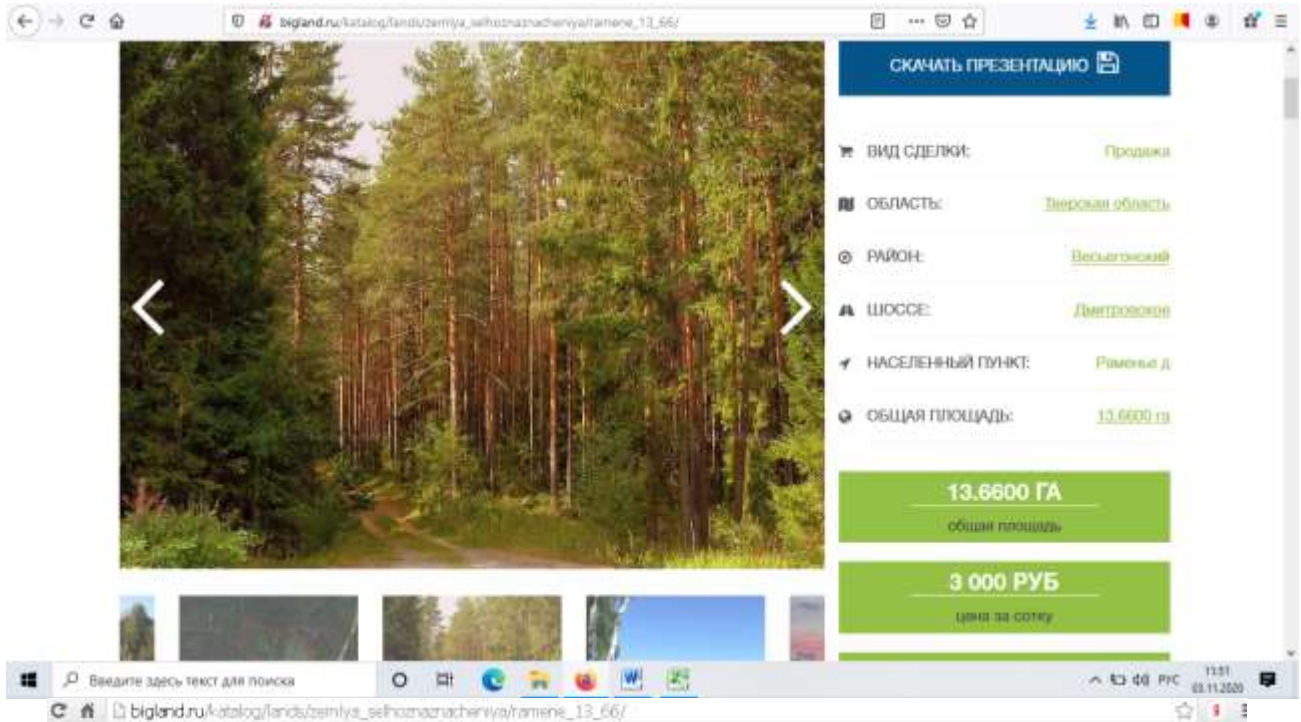 bigland.ru/katalog/lands/zemlya_selhoznaznacheniya/ramene_13_66/
СКАЧАТЬ ПРЕЗЕНТАЦИЮ
ВИД СДЕЛКИ: Продажа
ОБЛАСТЬ: Тверская область
РАЙОН: Весьегонский
ШОССЕ: Дмитровское
НАСЕЛЕННЫЙ ПУНКТ: Раменье д
ОБЩАЯ ПЛОЩАДЬ: 13.6600 га
13.6600 ГА
общая площадь
3 000 РУБ
цена за сотку
Введите здесь текст для поиска
РУС
11:51
03.11.2020
bigland.ru/katalog/lands/zemlya_selhoznaznacheniya/ramene_13_66/